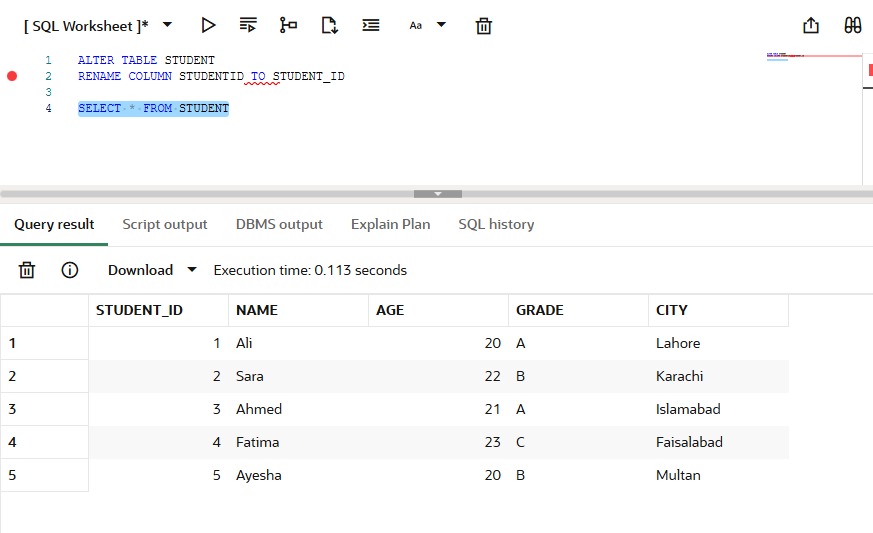 [ SQL Worksheet ]* Aa
1 ALTER TABLE STUDENT
2 RENAME COLUMN STUDENTID TO STUDENT_ID
3
4 SELECT * FROM STUDENT
Query result Script output DBMS output Explain Plan SQL history
Download Execution time: 0.113 seconds
STUDENT_ID NAME AGE GRADE CITY
1 1 Ali 20 A Lahore
2 2 Sara 22 B Karachi
3 3 Ahmed 21 A Islamabad
4 4 Fatima 23 C Faisalabad
5 5 Ayesha 20 B Multan